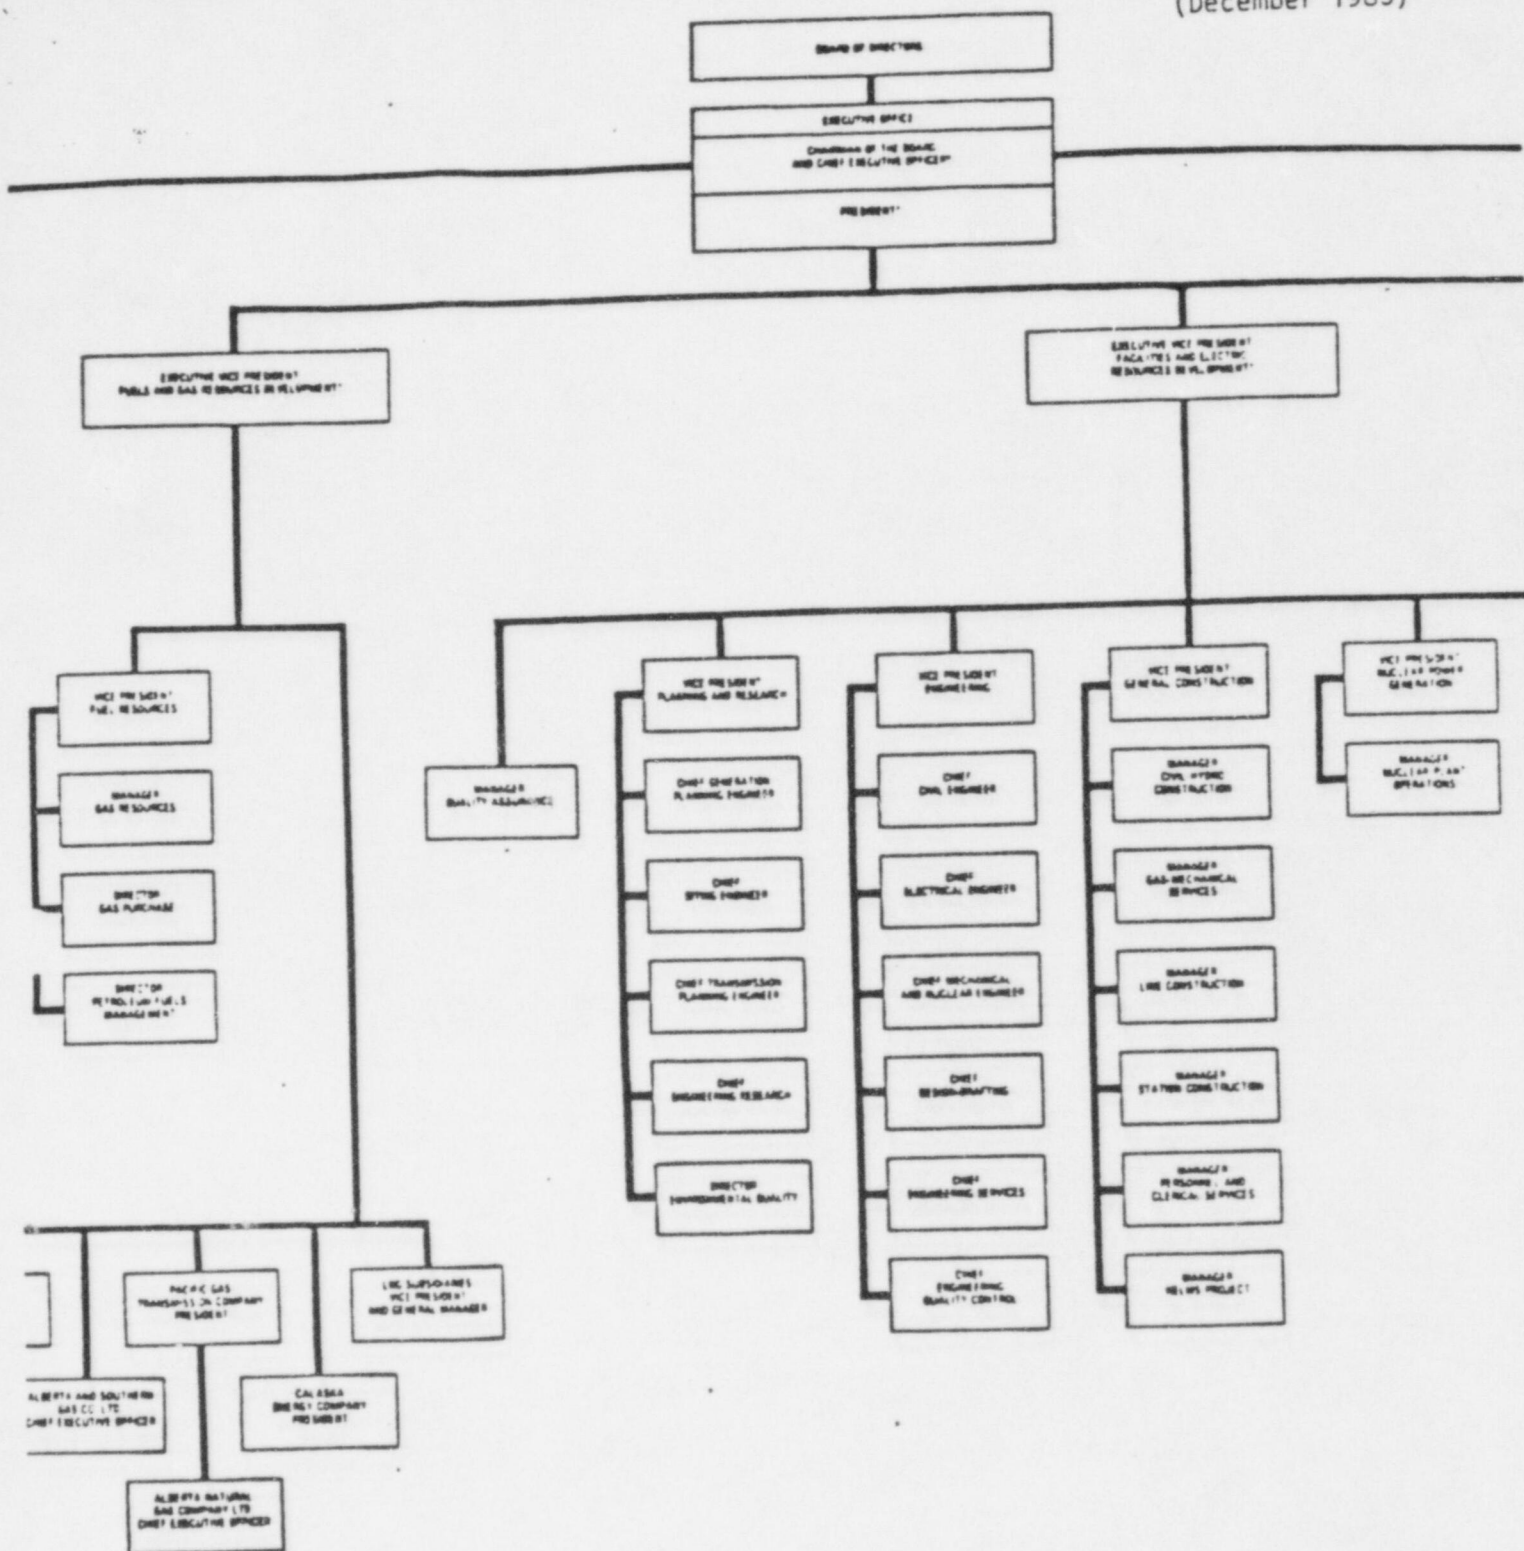 (December 1983)
BOARD OF DIRECTORS
EXECUTIVE OFFICE
CHAIRMAN OF THE BOARD
AND CHIEF EXECUTIVE OFFICER*
PRESIDENT*
EXECUTIVE VICE PRESIDENT
FUELS AND GAS RESOURCES DEVELOPMENT*
EXECUTIVE VICE PRESIDENT
FACILITIES AND ELECTRIC
RESOURCES DEVELOPMENT*
VICE PRESIDENT
FUEL RESOURCES
MANAGER
GAS RESOURCES
DIRECTOR
GAS PURCHASE
DIRECTOR
PETROLEUM FUELS
MANAGEMENT
MANAGER
QUALITY ASSURANCE
VICE PRESIDENT
PLANNING AND RESEARCH
CHIEF GENERATION
PLANNING ENGINEER
CHIEF
SITING ENGINEER
CHIEF TRANSMISSION
PLANNING ENGINEER
CHIEF
ENGINEERING RESEARCH
DIRECTOR
ENVIRONMENTAL QUALITY
VICE PRESIDENT
ENGINEERING
CHIEF
CIVIL ENGINEER
CHIEF
ELECTRICAL ENGINEER
CHIEF MECHANICAL
AND NUCLEAR ENGINEER
CHIEF
DESIGN-DRAFTING
CHIEF
ENGINEERING SERVICES
CHIEF
ENGINEERING
QUALITY CONTROL
VICE PRESIDENT
GENERAL CONSTRUCTION
MANAGER
CIVIL HYDRO
CONSTRUCTION
MANAGER
GAS-MECHANICAL
SERVICES
MANAGER
LINE CONSTRUCTION
MANAGER
STATION CONSTRUCTION
MANAGER
PERSONNEL AND
CLERICAL SERVICES
MANAGER
HELMS PROJECT
VICE PRESIDENT
NUCLEAR POWER
GENERATION
MANAGER
NUCLEAR PLANT
OPERATIONS
PACIFIC GAS
TRANSMISSION COMPANY
PRESIDENT
LNG SUBSIDIARIES
VICE PRESIDENT
AND GENERAL MANAGER
ALBERTA AND SOUTHERN
GAS CO LTD
CHIEF EXECUTIVE OFFICER
CALASKA
ENERGY COMPANY
PRESIDENT
ALBERTA NATURAL
GAS COMPANY LTD
CHIEF EXECUTIVE OFFICER